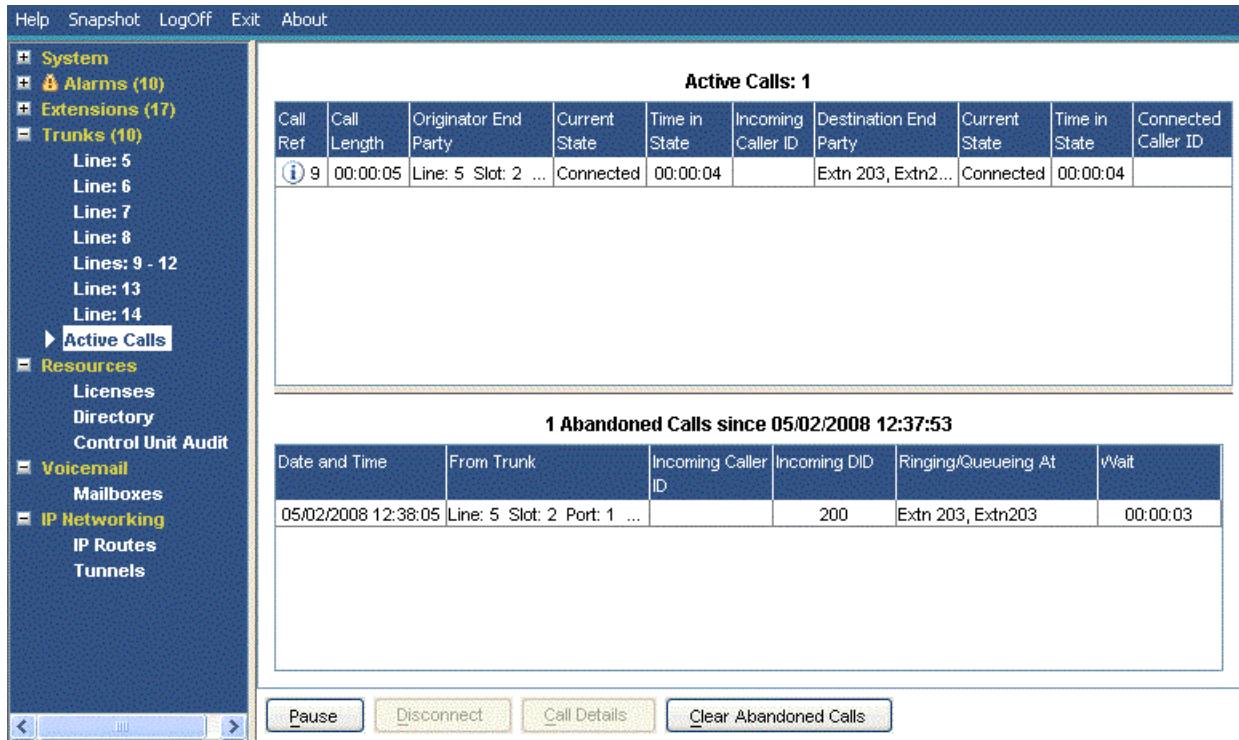 Help Snapshot LogOff Exit About
System
Alarms (10)
Extensions (17)
Trunks (10)
Line: 5
Line: 6
Line: 7
Line: 8
Lines: 9 - 12
Line: 13
Line: 14
Active Calls
Resources
Licenses
Directory
Control Unit Audit
Voicemail
Mailboxes
IP Networking
IP Routes
Tunnels
Active Calls: 1
Call Ref Call Length Originator End Party Current State Time in State Incoming Caller ID Destination End Party Current State Time in State Connected Caller ID
9 00:00:05 Line: 5 Slot: 2 ... Connected 00:00:04 Extn 203, Extn2... Connected 00:00:04
1 Abandoned Calls since 05/02/2008 12:37:53
Date and Time From Trunk Incoming Caller ID Incoming DID Ringing/Queueing At Wait
05/02/2008 12:38:05 Line: 5 Slot: 2 Port: 1 ... 200 Extn 203, Extn203 00:00:03
Pause Disconnect Call Details Clear Abandoned Calls